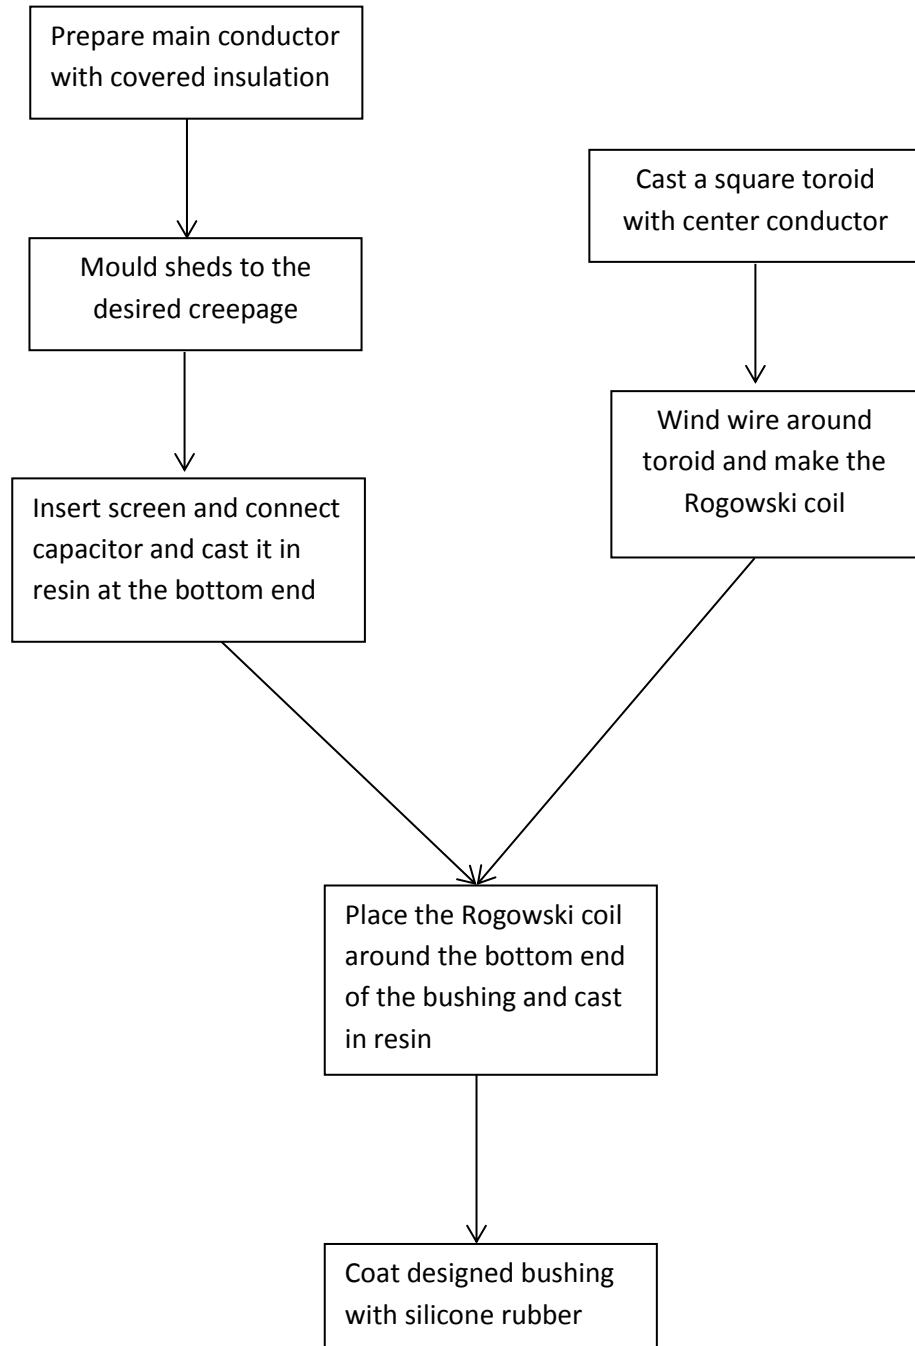 Prepare main conductor
with covered insulation
Cast a square toroid
with center conductor
Mould sheds to the
desired creepage
Wind wire around
toroid and make the
Rogowski coil
Insert screen and connect
capacitor and cast it in
resin at the bottom end
Place the Rogowski coil
around the bottom end
of the bushing and cast
in resin
Coat designed bushing
with silicone rubber